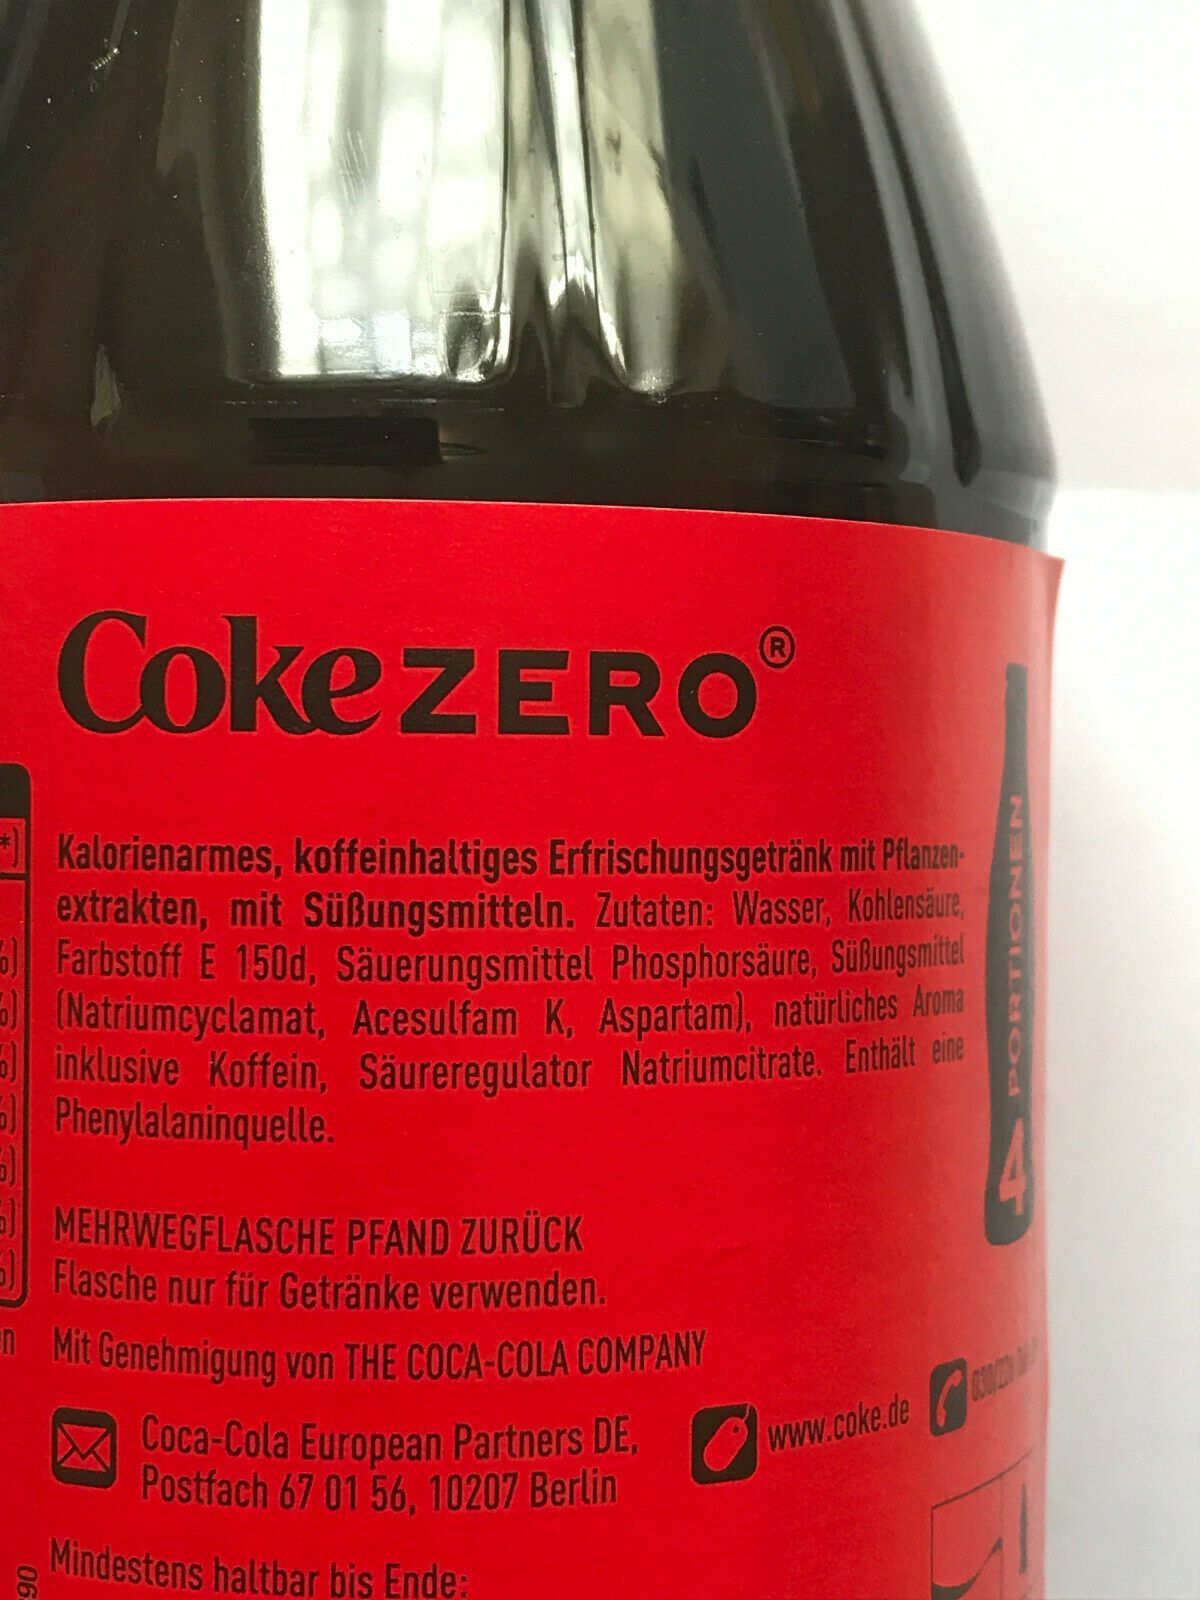 Coke ZERO®
*)
Kalorienarmes, koffeinhaltiges Erfrischungsgetränk mit Pflanzen-
extrakten, mit Süßungsmitteln. Zutaten: Wasser, Kohlensäure,
Farbstoff E 150d, Säuerungsmittel Phosphorsäure, Süßungsmittel
(Natriumcyclamat, Acesulfam K, Aspartam), natürliches Aroma
inklusive Koffein, Säureregulator Natriumcitrate. Enthält eine
Phenylalaninquelle.
%)
%)
%)
%)
%)
%)
%)
4 PORTIONEN
MEHRWEGFLASCHE PFAND ZURÜCK
Flasche nur für Getränke verwenden.
Mit Genehmigung von THE COCA-COLA COMPANY
Coca-Cola European Partners DE,
Postfach 67 01 56, 10207 Berlin
www.coke.de
Mindestens haltbar bis Ende:
90